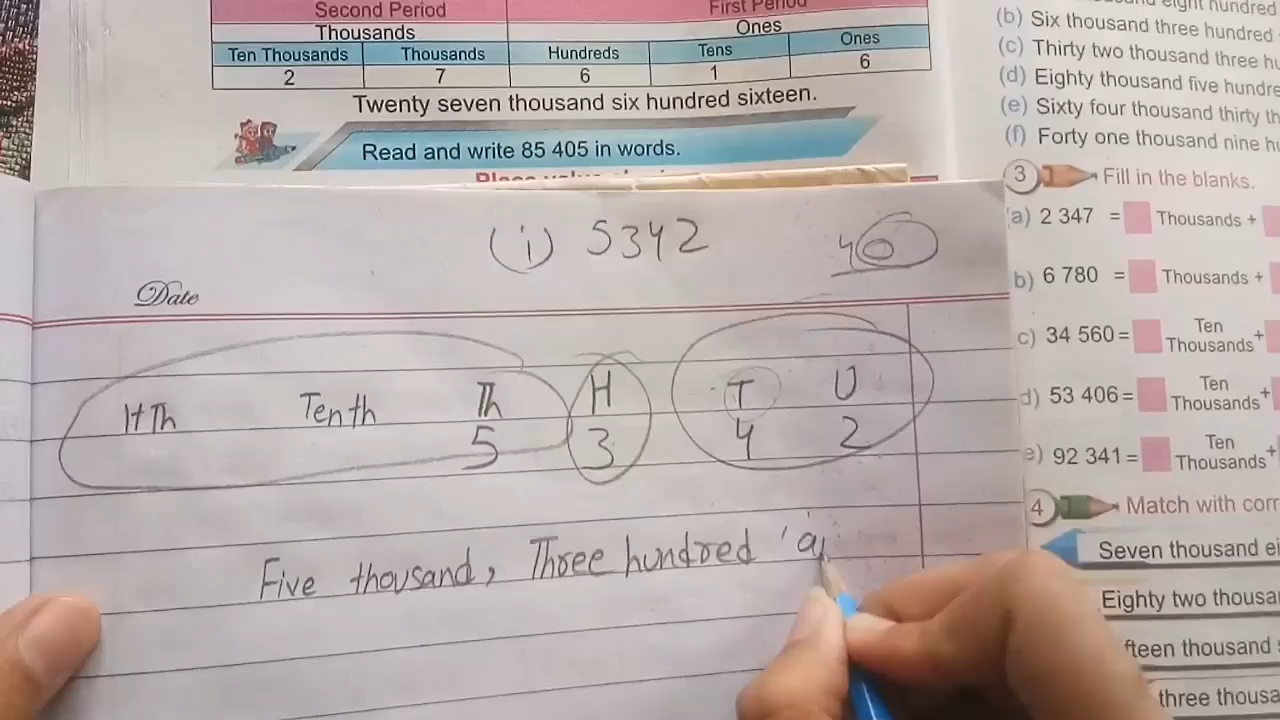 Second Period First Period
Thousands Ones
Ten Thousands Thousands Hundreds Tens Ones
2 7 6 1 6
Twenty seven thousand six hundred sixteen.
Read and write 85 405 in words.
(i) 5342 40
Date
Tenth Th H T U
5 3 4 2
Five thousand, Three hundred
eight hundred
(b) Six thousand three hundred
(c) Thirty two thousand three
(d) Eighty thousand five
(e) Sixty four thousand thirty
(f) Forty one thousand nine
3 Fill in the blanks.
(a) 2 347 = Thousands +
b) 6 780 = Thousands +
c) 34 560 = Ten Thousands +
d) 53 406 = Ten Thousands +
e) 92 341 = Ten Thousands +
4 Match with
Seven thousand
Eighty two
thousand
three